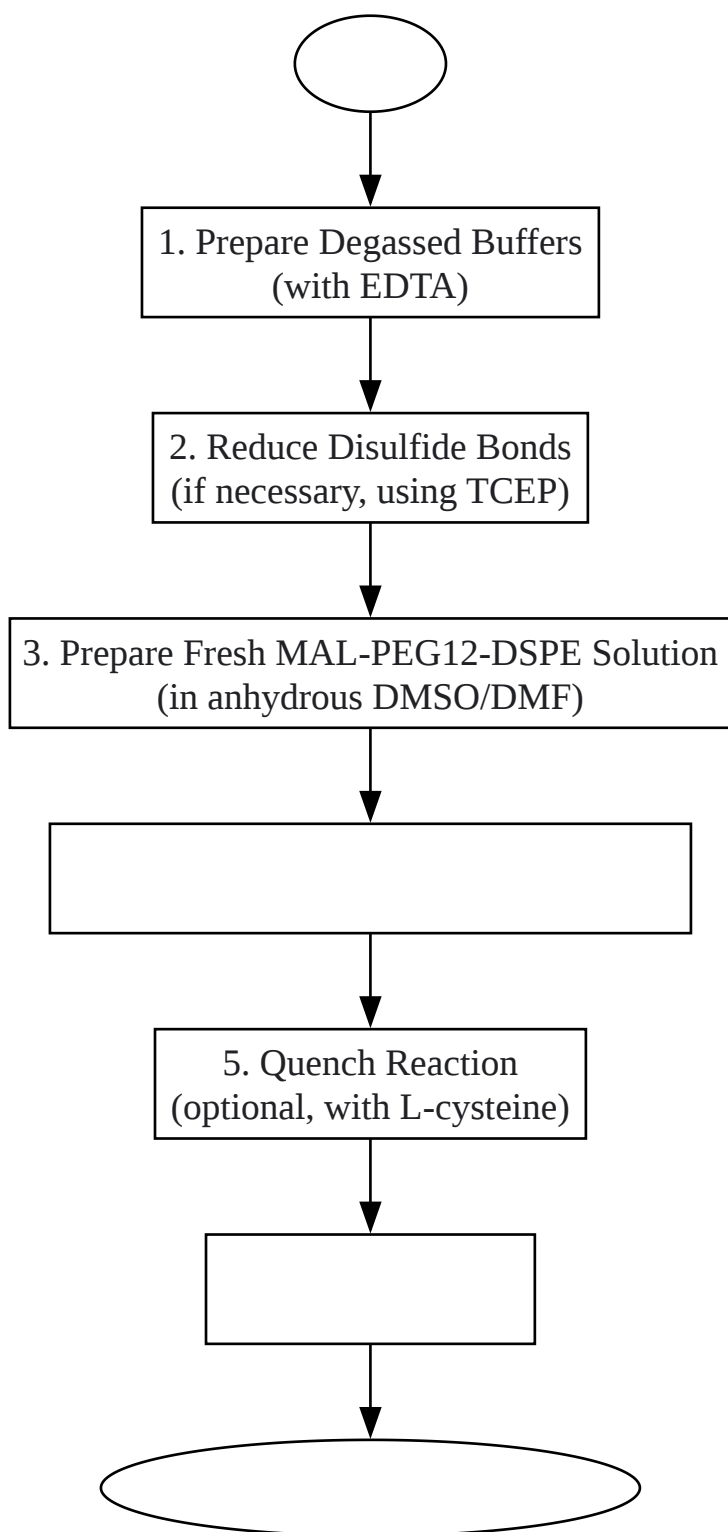 1. Prepare Degassed Buffers
(with EDTA)
2. Reduce Disulfide Bonds
(if necessary, using TCEP)
3. Prepare Fresh MAL-PEG12-DSPE Solution
(in anhydrous DMSO/DMF)
5. Quench Reaction
(optional, with L-cysteine)